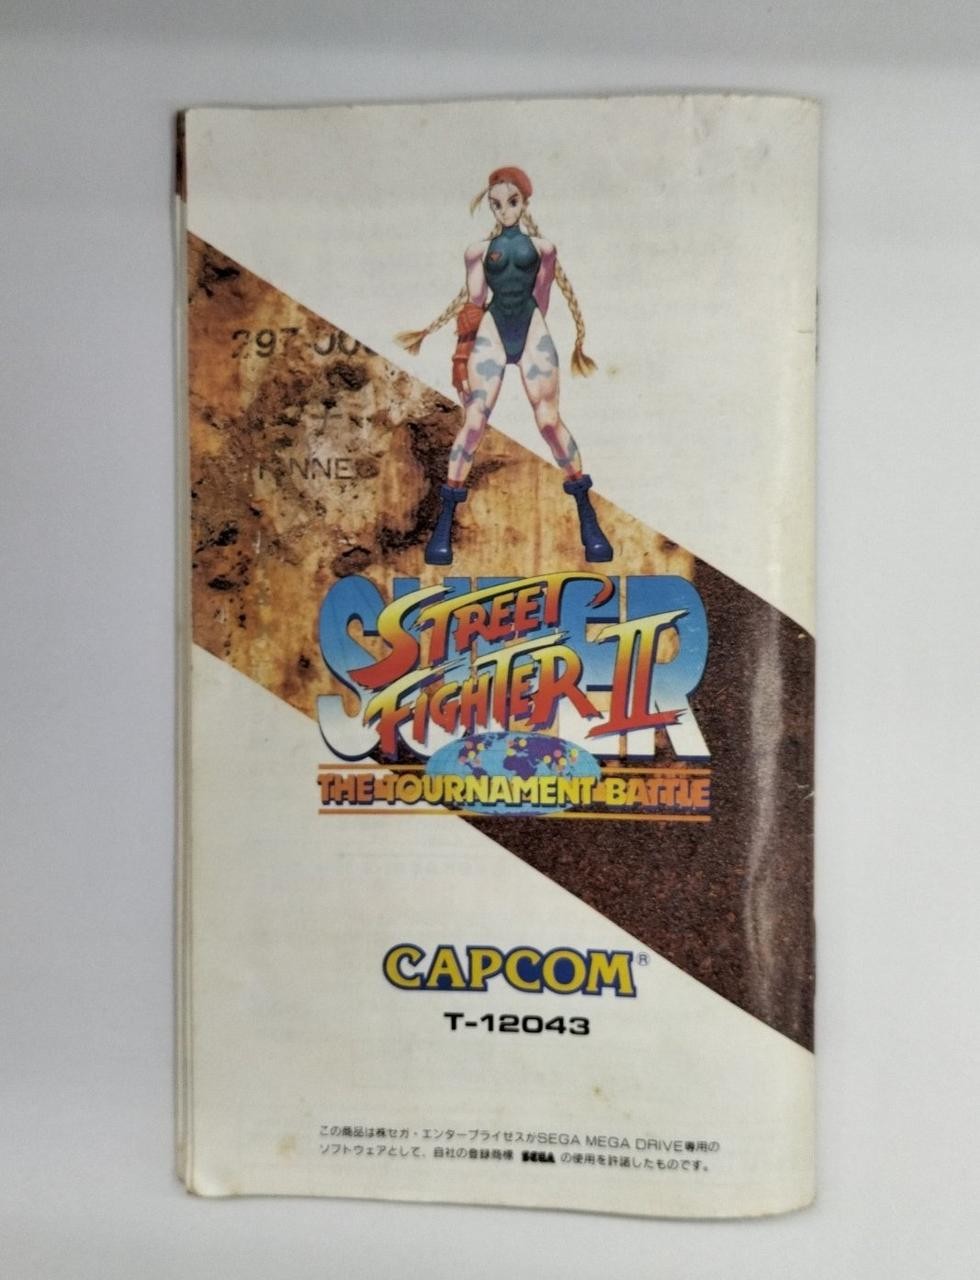 SUPER
STREET
FIGHTER II
THE TOURNAMENT BATTLE
CAPCOM®
T-12043
この商品は株セガ・エンタープライゼスがSEGA MEGA DRIVE専用の
ソフトウェアとして、自社の登録商標 SEGA の使用を許諾したものです。